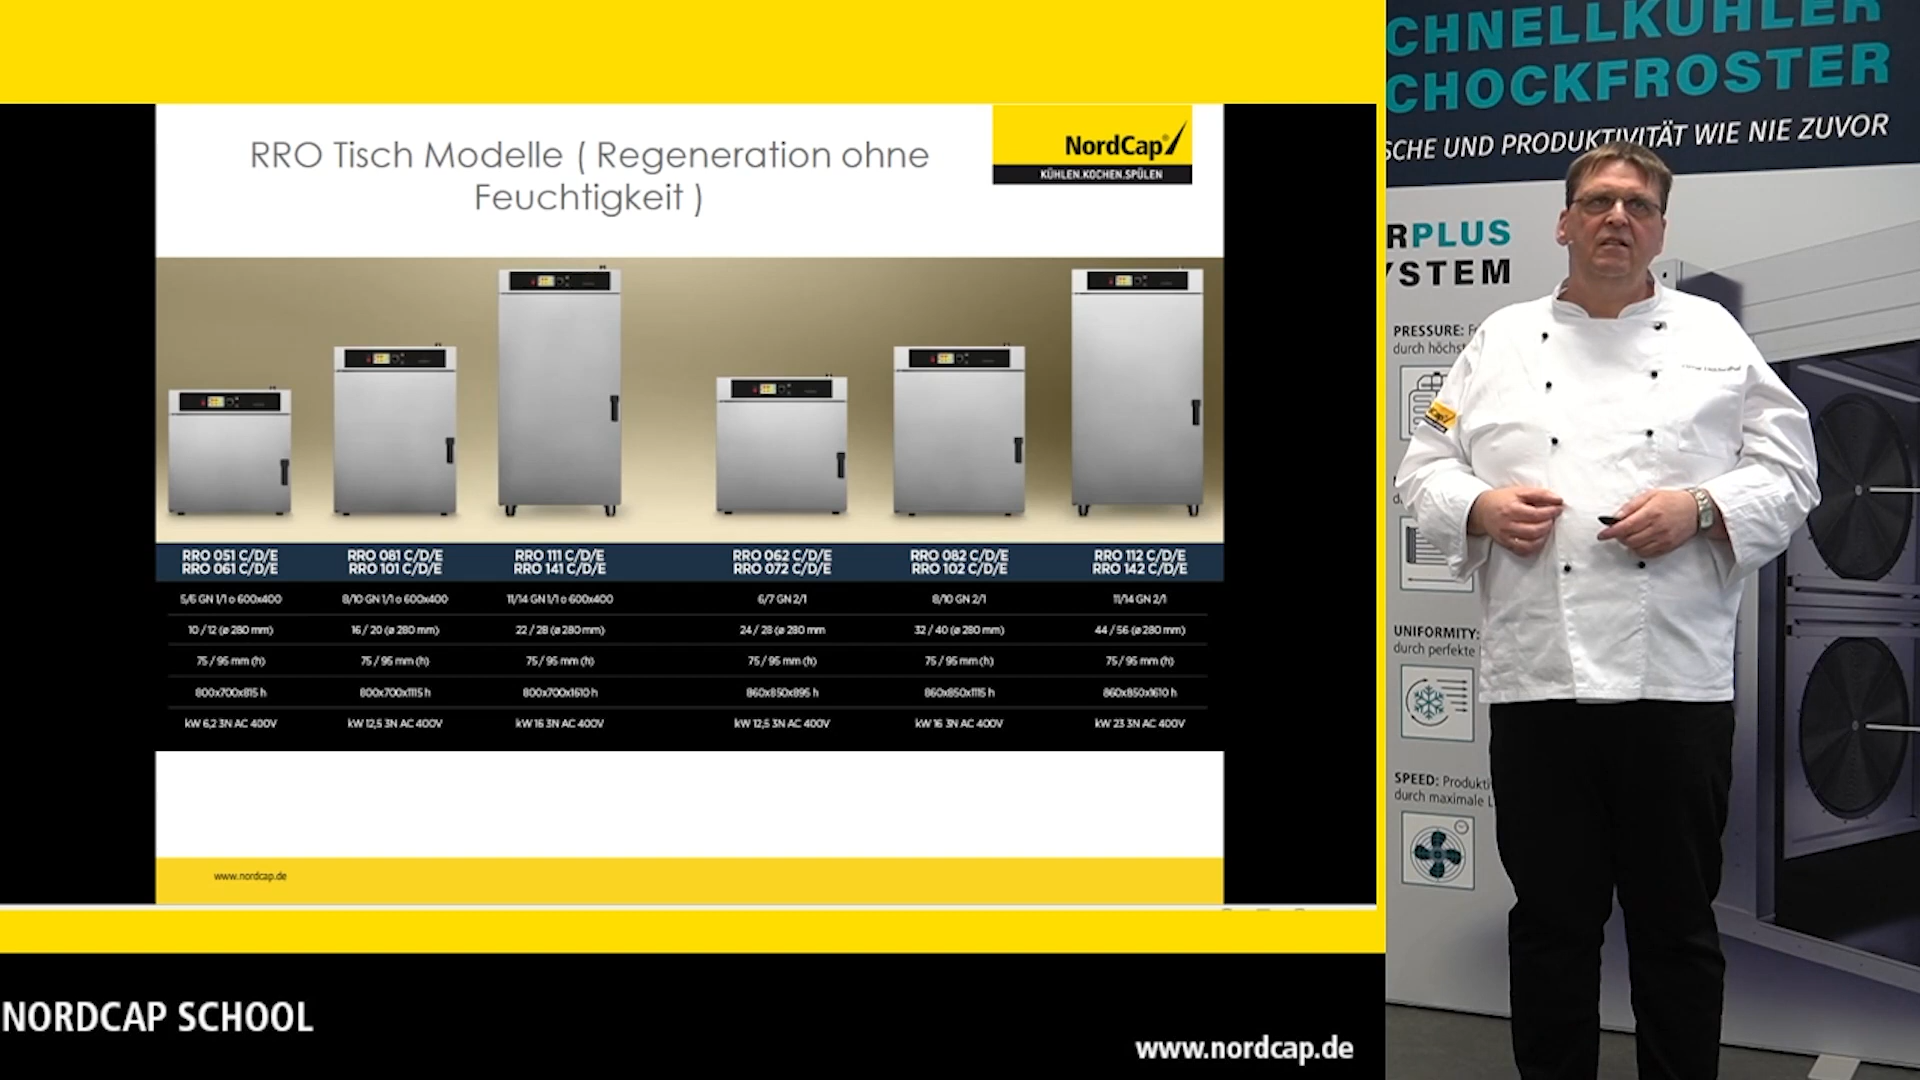 RRO Tisch Modelle ( Regeneration ohne
Feuchtigkeit )
NordCap®
KÜHLEN.KOCHEN.SPÜLEN
RRO 051 C/D/E
RRO 061 C/D/E
RRO 081 C/D/E
RRO 101 C/D/E
RRO 111 C/D/E
RRO 141 C/D/E
RRO 062 C/D/E
RRO 072 C/D/E
RRO 082 C/D/E
RRO 102 C/D/E
RRO 112 C/D/E
RRO 142 C/D/E
5/6 GN 1/1 o 600x400
8/10 GN 1/1 o 600x400
11/14 GN 1/1 o 600x400
6/7 GN 2/1
8/10 GN 2/1
11/14 GN 2/1
10 / 12 (ø 280 mm)
16 / 20 (ø 280 mm)
22 / 28 (ø 280 mm)
24 / 28 (ø 280 mm
32 / 40 (ø 280 mm)
44 / 56 (ø 280 mm)
75 / 95 mm (h)
75 / 95 mm (h)
75 / 95 mm (h)
75 / 95 mm (h)
75 / 95 mm (h)
75 / 95 mm (h)
800x700x815 h
800x700x1115 h
800x700x1610 h
860x850x895 h
860x850x1115 h
860x850x1610 h
kW 6,2 3N AC 400V
kW 12,5 3N AC 400V
kW 16 3N AC 400V
kW 12,5 3N AC 400V
kW 16 3N AC 400V
kW 23 3N AC 400V
www.nordcap.de
NORDCAP SCHOOL
www.nordcap.de
CHNELLKÜHLER
CHOCKFROSTER
SCHE UND PRODUKTIVITÄT WIE NIE ZUVOR
RPLUS
YSTEM
PRESSURE:
durch höchst
UNIFORMITY:
durch perfekte
SPEED: Produkti
durch maximale L